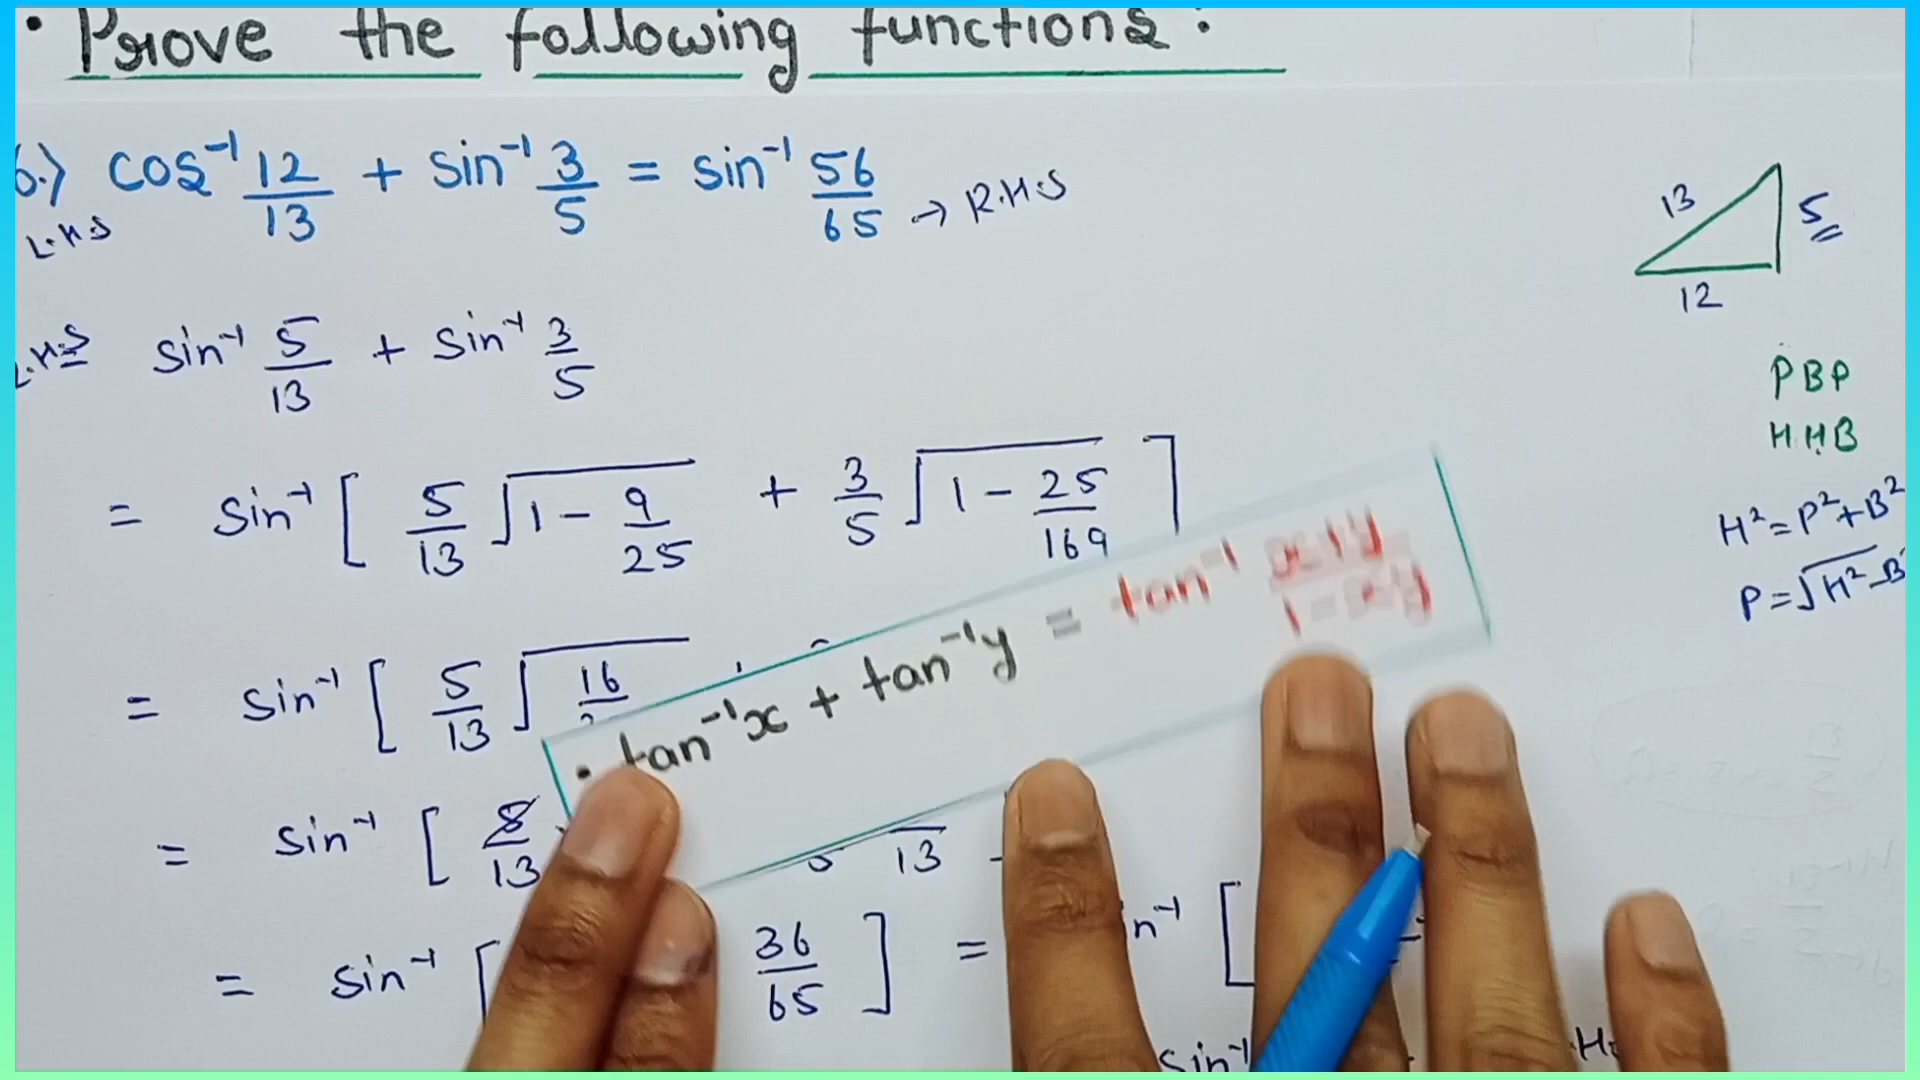 • Prove the following functions :
6.) cos⁻¹ 12/13 + sin⁻¹ 3/5 = sin⁻¹ 56/65 → R.H.S
L.H.S
13
5
12
L.H.S sin⁻¹ 5/13 + sin⁻¹ 3/5
PBP
HHB
= sin⁻¹ [ 5/13 √(1 - 9/25) + 3/5 √(1 - 25/169) ]
H² = P² + B²
P = √(H² - B
• tan⁻¹x + tan⁻¹y = tan⁻¹ (x+y)/(1-xy)
= sin⁻¹ [ 5/13 √(16
= sin⁻¹ [ 5/13
13
= sin⁻¹ [ 36/65 ] = n⁻¹ [
sin⁻¹